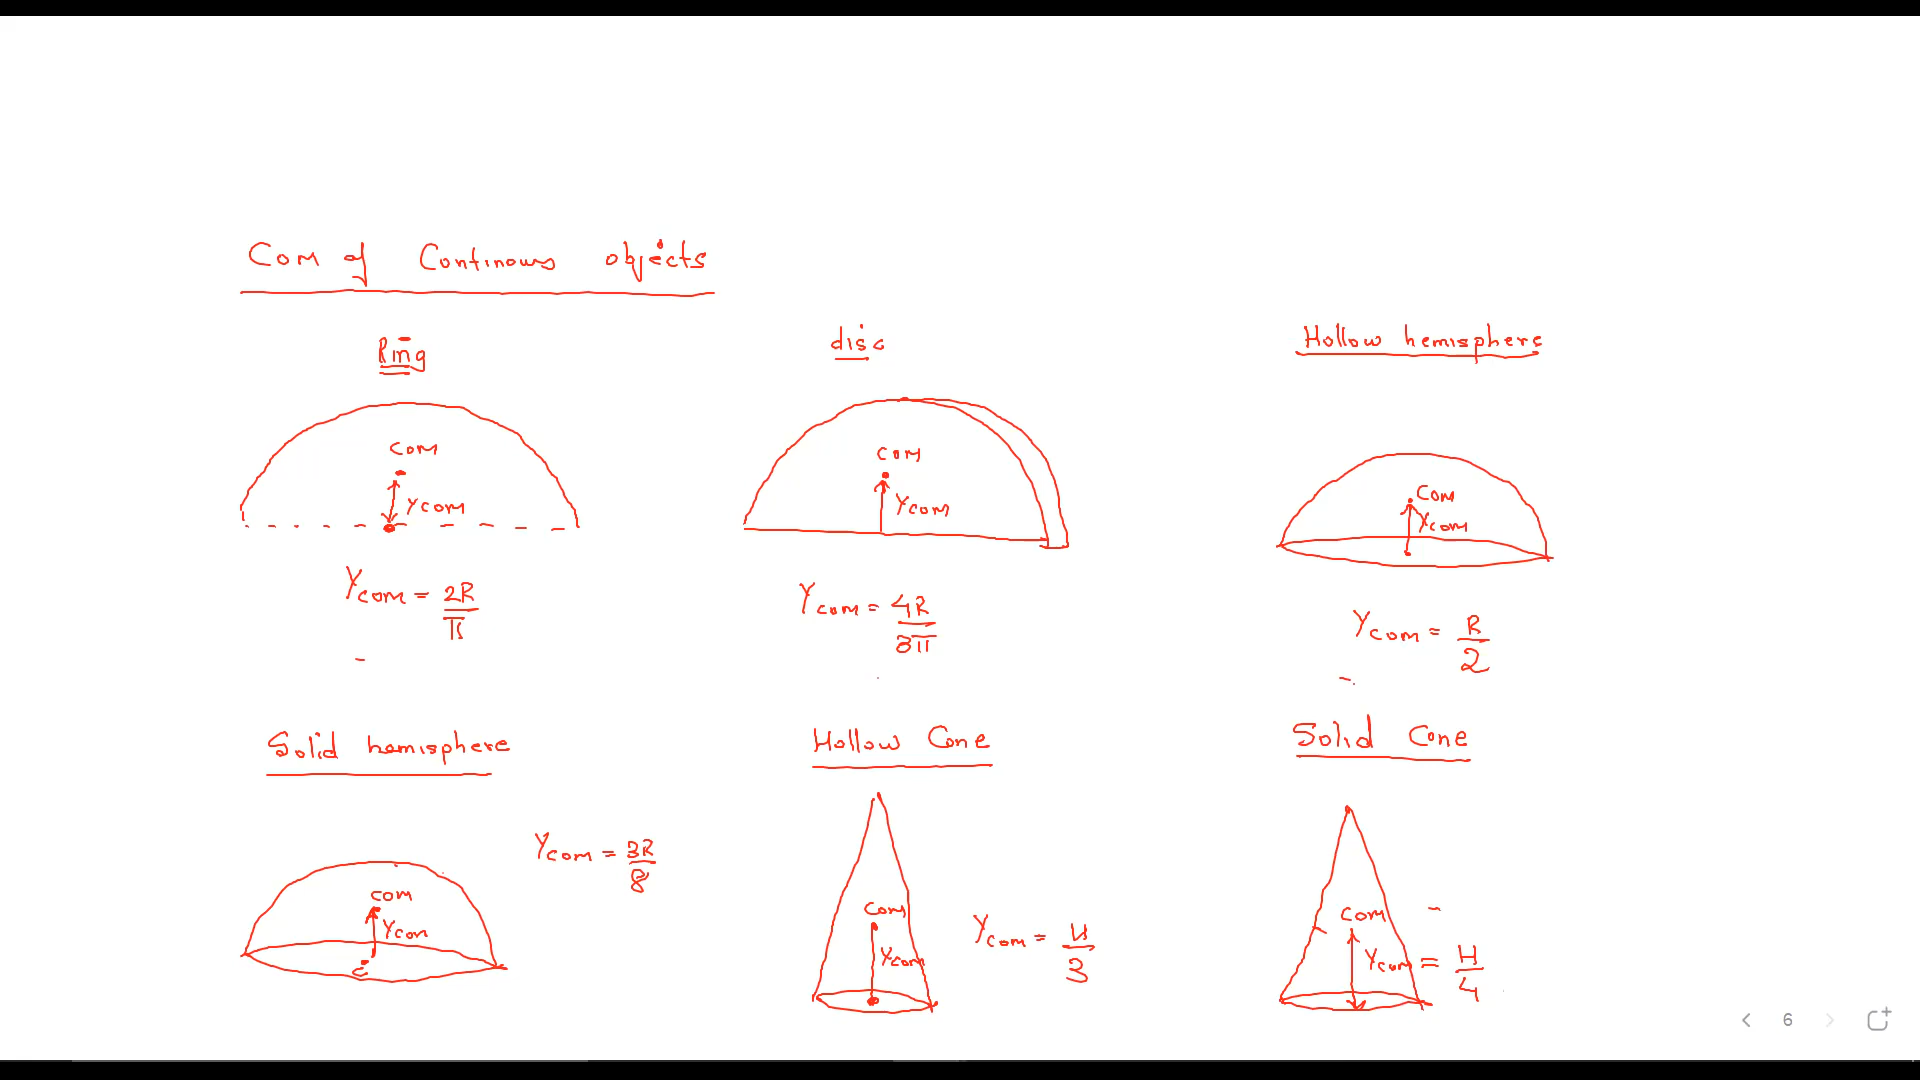 Com of Continous objects
Ring
disc
Hollow hemisphere
com
com
com
Ycom
Ycom
Ycom
Ycom = 2R/π
Ycom = 4R/3π
Ycom = R/2
Solid hemisphere
Hollow Cone
Solid Cone
Ycom = 3R/8
com
Ycom
c
com
Ycom
Ycom = H/3
com
Ycom = H/4
6